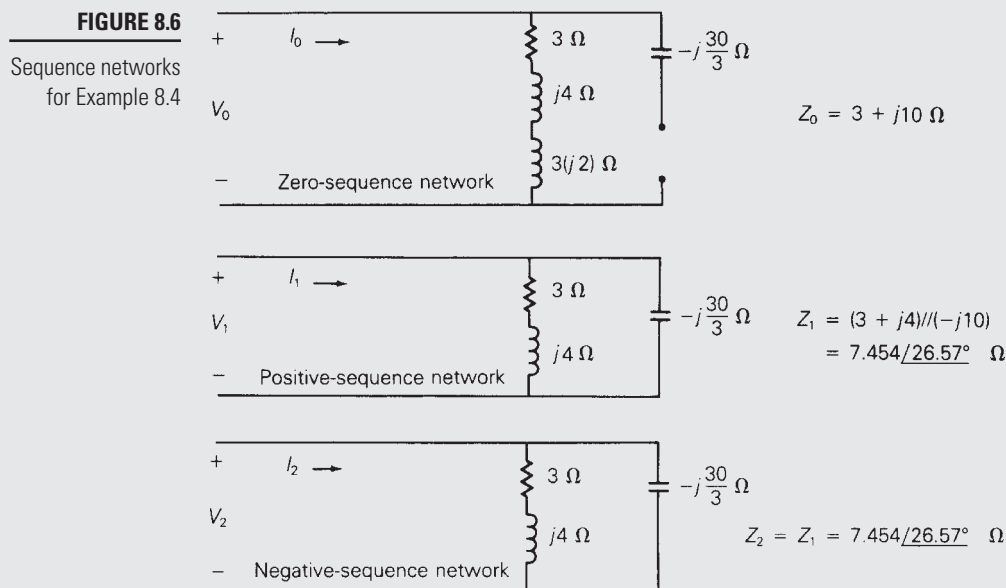 FIGURE 8.6
Sequence networks
for Example 8.4
+ I₀ 3 Ω −j 30/3 Ω
j4 Ω
V₀ Z₀ = 3 + j10 Ω
3(j2) Ω
− Zero-sequence network
+ I₁ 3 Ω
V₁ −j 30/3 Ω Z₁ = (3 + j4)//(−j10)
j4 Ω = 7.454/26.57° Ω
− Positive-sequence network
+ I₂ 3 Ω −j 30/3 Ω
V₂ j4 Ω Z₂ = Z₁ = 7.454/26.57° Ω
− Negative-sequence network